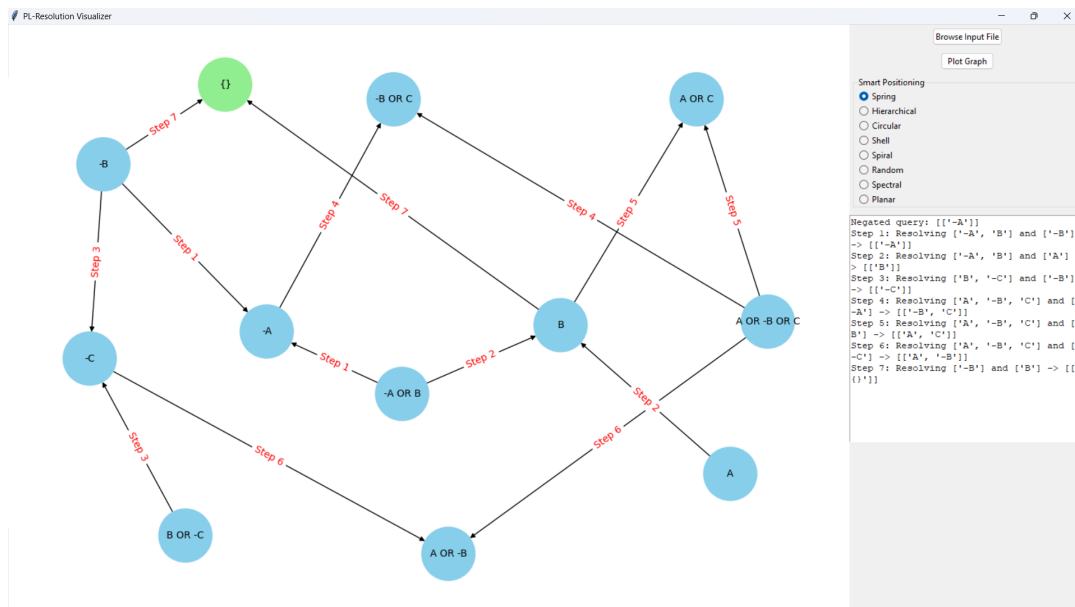 PL-Resolution Visualizer
Browse Input File
Plot Graph
Smart Positioning
Spring
Hierarchical
Circular
Shell
Spiral
Random
Spectral
Planar
Negated query: [['-A']]
Step 1: Resolving ['-A', 'B'] and ['-B']
-> [['-A']]
Step 2: Resolving ['-A', 'B'] and ['A']
> [['B']]
Step 3: Resolving ['B', '-C'] and ['-B']
-> [['-C']]
Step 4: Resolving ['A', '-B', 'C'] and [
-A'] -> [['-B', 'C']]
Step 5: Resolving ['A', '-B', 'C'] and [
B'] -> [['A', 'C']]
Step 6: Resolving ['A', '-B', 'C'] and [
-C'] -> [['A', '-B']]
Step 7: Resolving ['-B'] and ['B'] -> [[
{}']]
{}
-B OR C
A OR C
Step 7
-B
Step 7
Step 4
Step 4
Step 5
Step 5
Step 1
Step 3
-A
B
A OR -B OR C
-C
Step 1
Step 2
-A OR B
Step 2
Step 6
Step 3
Step 6
A
B OR -C
A OR -B